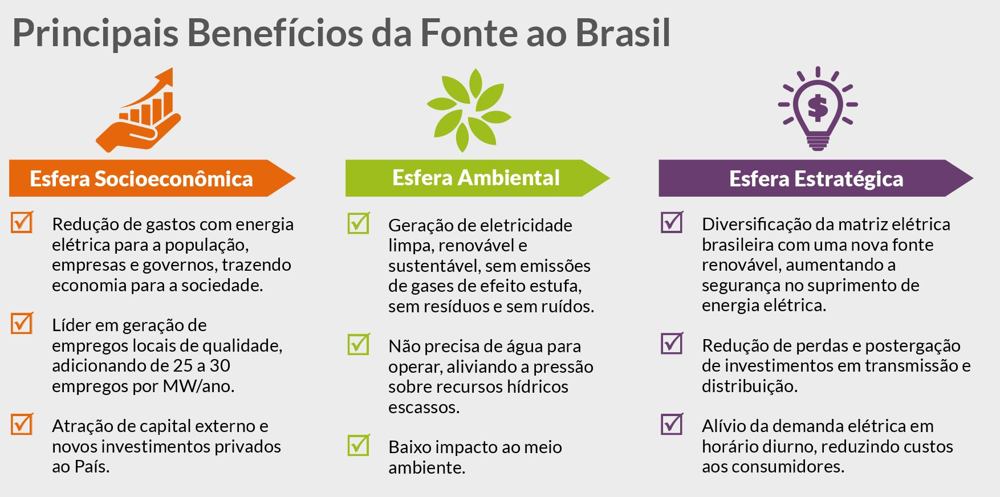 Principais Benefícios da Fonte ao Brasil
$
Esfera Socioeconômica
Redução de gastos com energia
elétrica para a população,
empresas e governos, trazendo
economia para a sociedade.
Líder em geração de
empregos locais de qualidade,
adicionando de 25 a 30
empregos por MW/ano.
Atração de capital externo e
novos investimentos privados
ao País.
Esfera Ambiental
Geração de eletricidade
limpa, renovável e
sustentável, sem emissões
de gases de efeito estufa,
sem resíduos e sem ruídos.
Não precisa de água para
operar, aliviando a pressão
sobre recursos hídricos
escassos.
Baixo impacto ao meio
ambiente.
Esfera Estratégica
Diversificação da matriz elétrica
brasileira com uma nova fonte
renovável, aumentando a
segurança no suprimento de
energia elétrica.
Redução de perdas e postergação
de investimentos em transmissão e
distribuição.
Alívio da demanda elétrica em
horário diurno, reduzindo custos
aos consumidores.